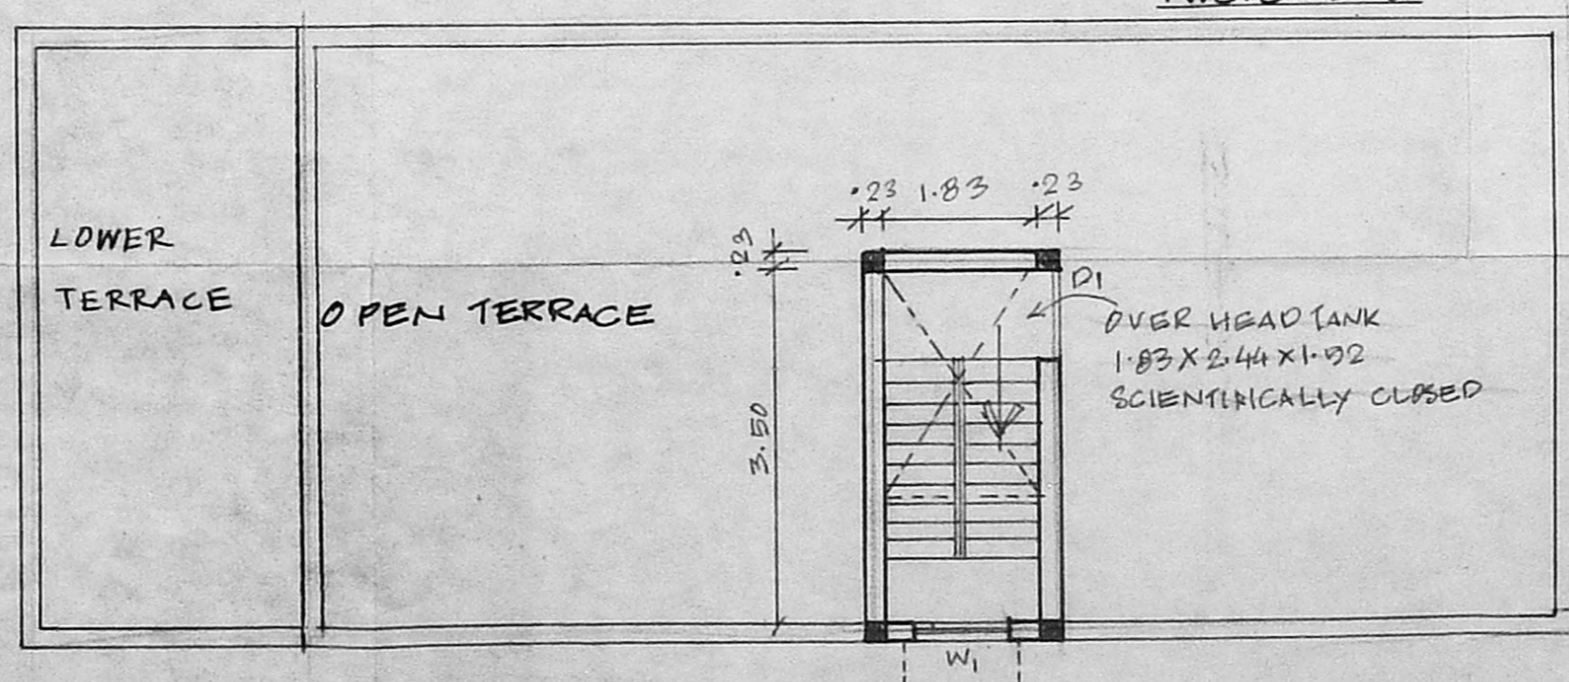 .23 1.83 .23
.23
LOWER
TERRACE
OPEN TERRACE
D1
OVER HEAD TANK
1.83 X 2.44 X 1.92
SCIENTIFICALLY CLOSED
3.50
W1